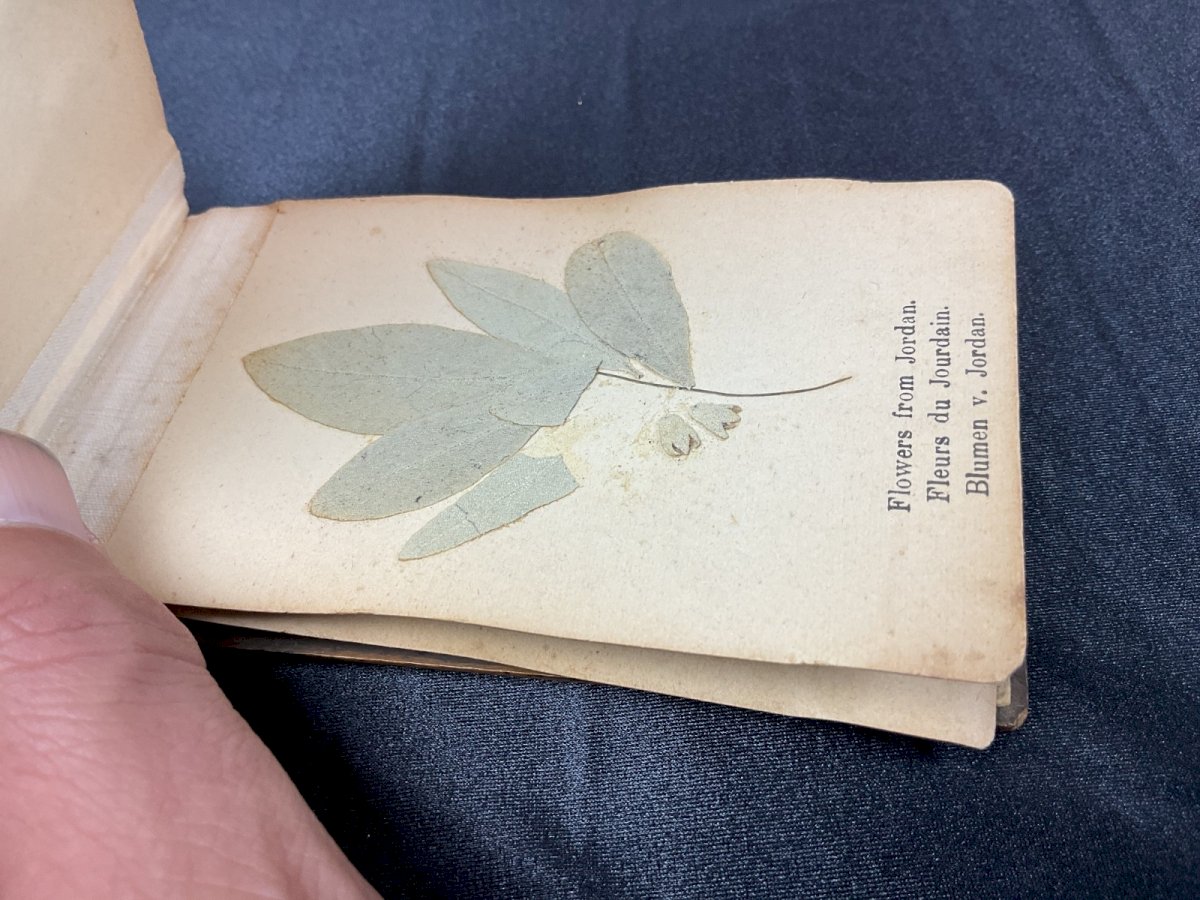 Flowers from Jordan.
Fleurs du Jourdain.
Blumen v. Jordan.